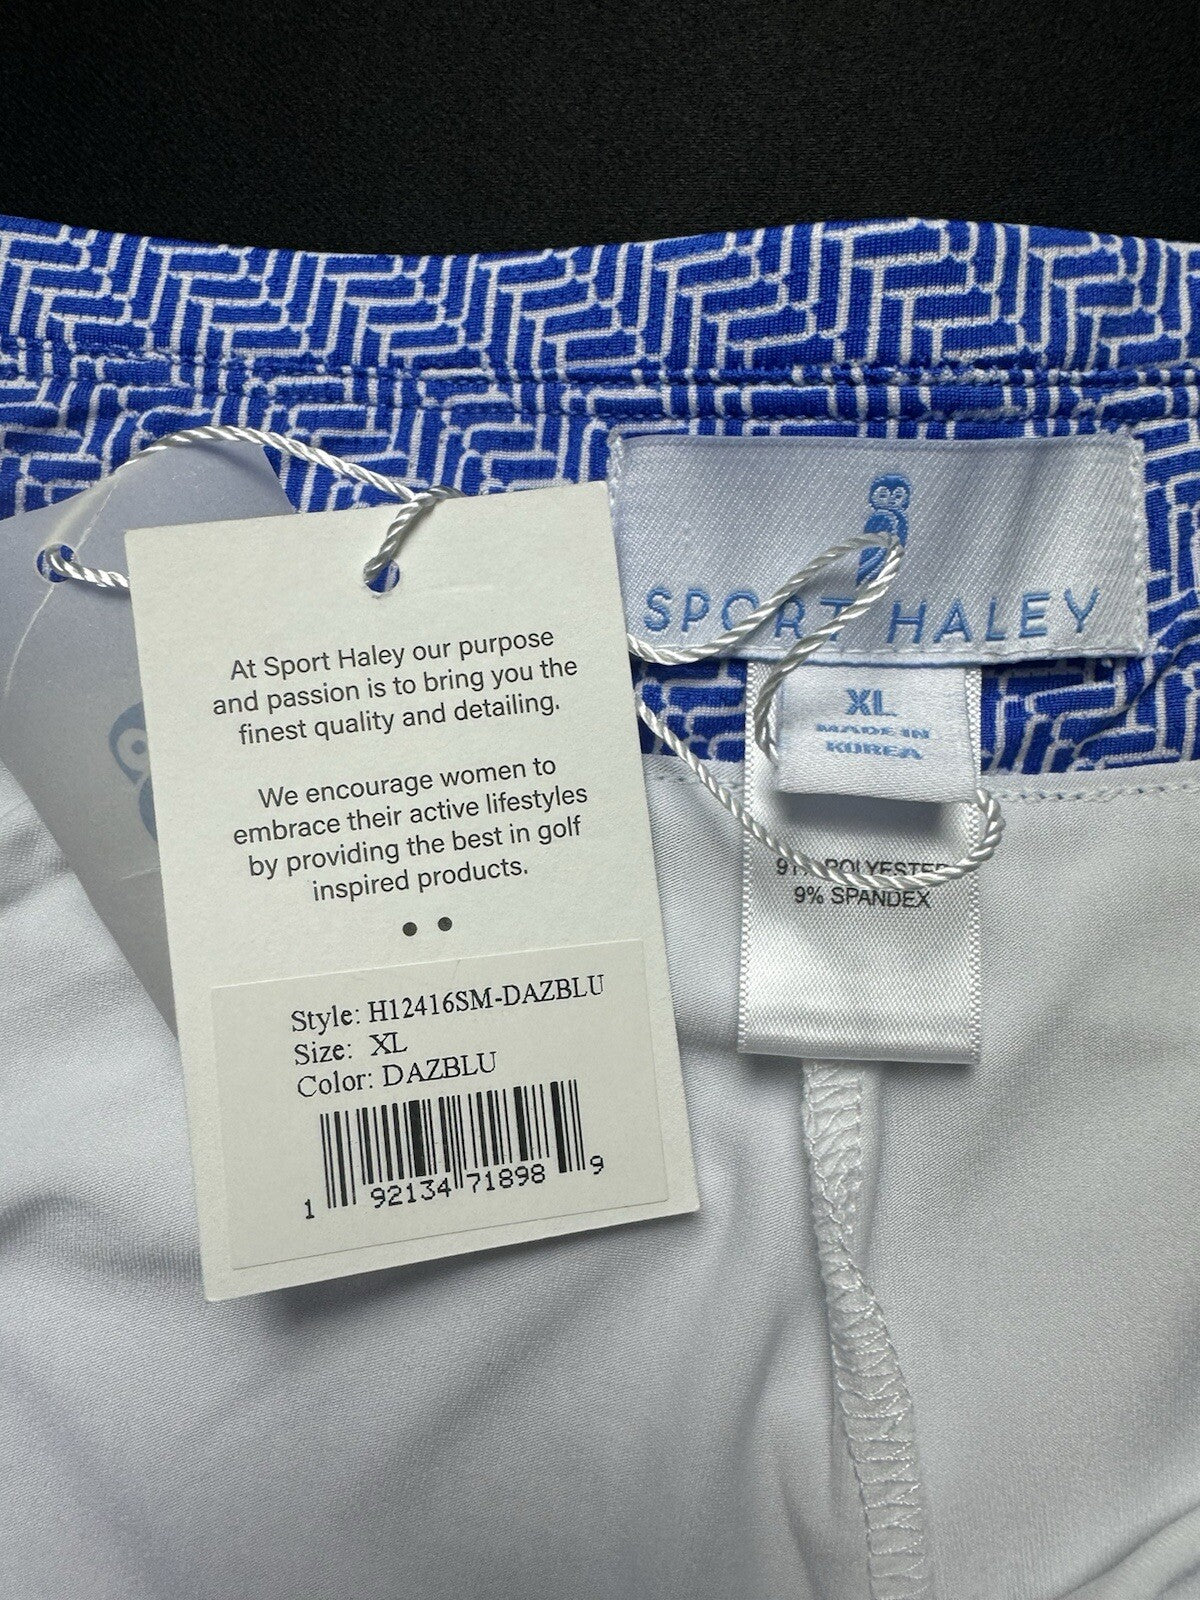 At Sport Haley our purpose
and passion is to bring you the
finest quality and detailing.
We encourage women to
embrace their active lifestyles
by providing the best in golf
inspired products.
Style: H12416SM-DAZBLU
Size: XL
Color: DAZBLU
1 92134 71898 9
SPORT HALEY
XL
MADE IN
KOREA
POLYESTER
9% SPANDEX